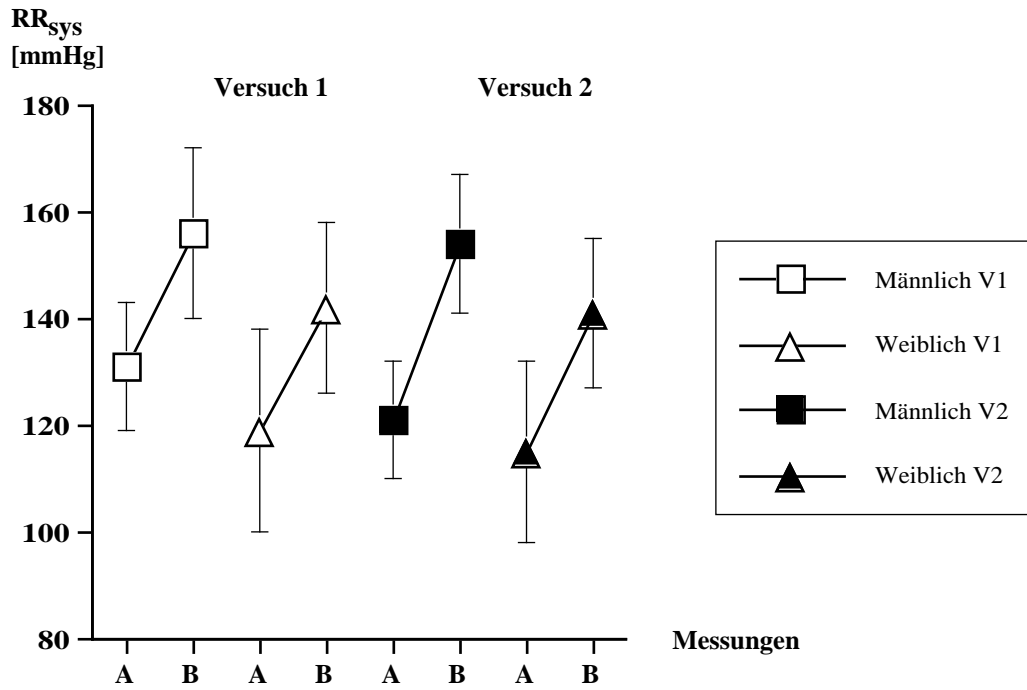 RRsys
[mmHg]
Versuch 1 Versuch 2
180
160
140
120
100
80
A B A B A B A B
Messungen
Männlich V1
Weiblich V1
Männlich V2
Weiblich V2